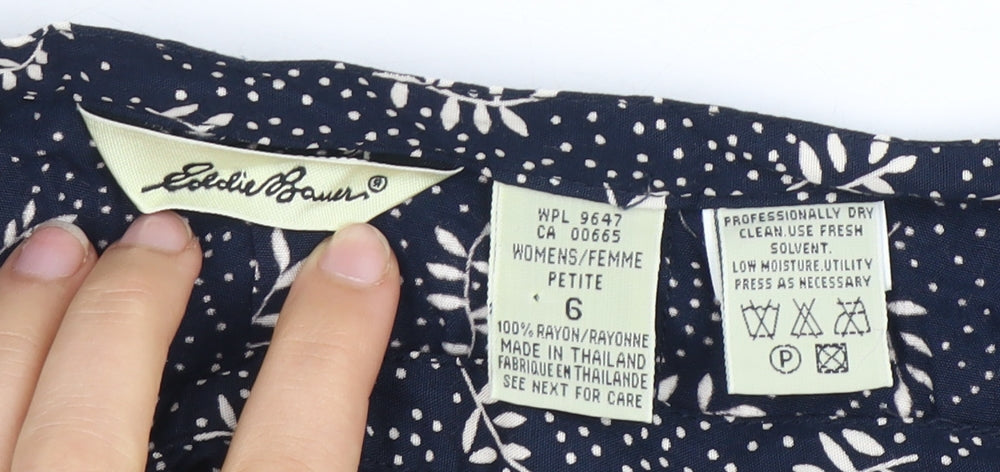 Eddie Bauer®
WPL 9647
CA 00665
WOMENS/FEMME
PETITE
6
100% RAYON/RAYONNE
MADE IN THAILAND
FABRIQUE EN THAILANDE
SEE NEXT FOR CARE
PROFESSIONALLY DRY
CLEAN.USE FRESH
SOLVENT.
LOW MOISTURE.UTILITY
PRESS AS NECESSARY
P